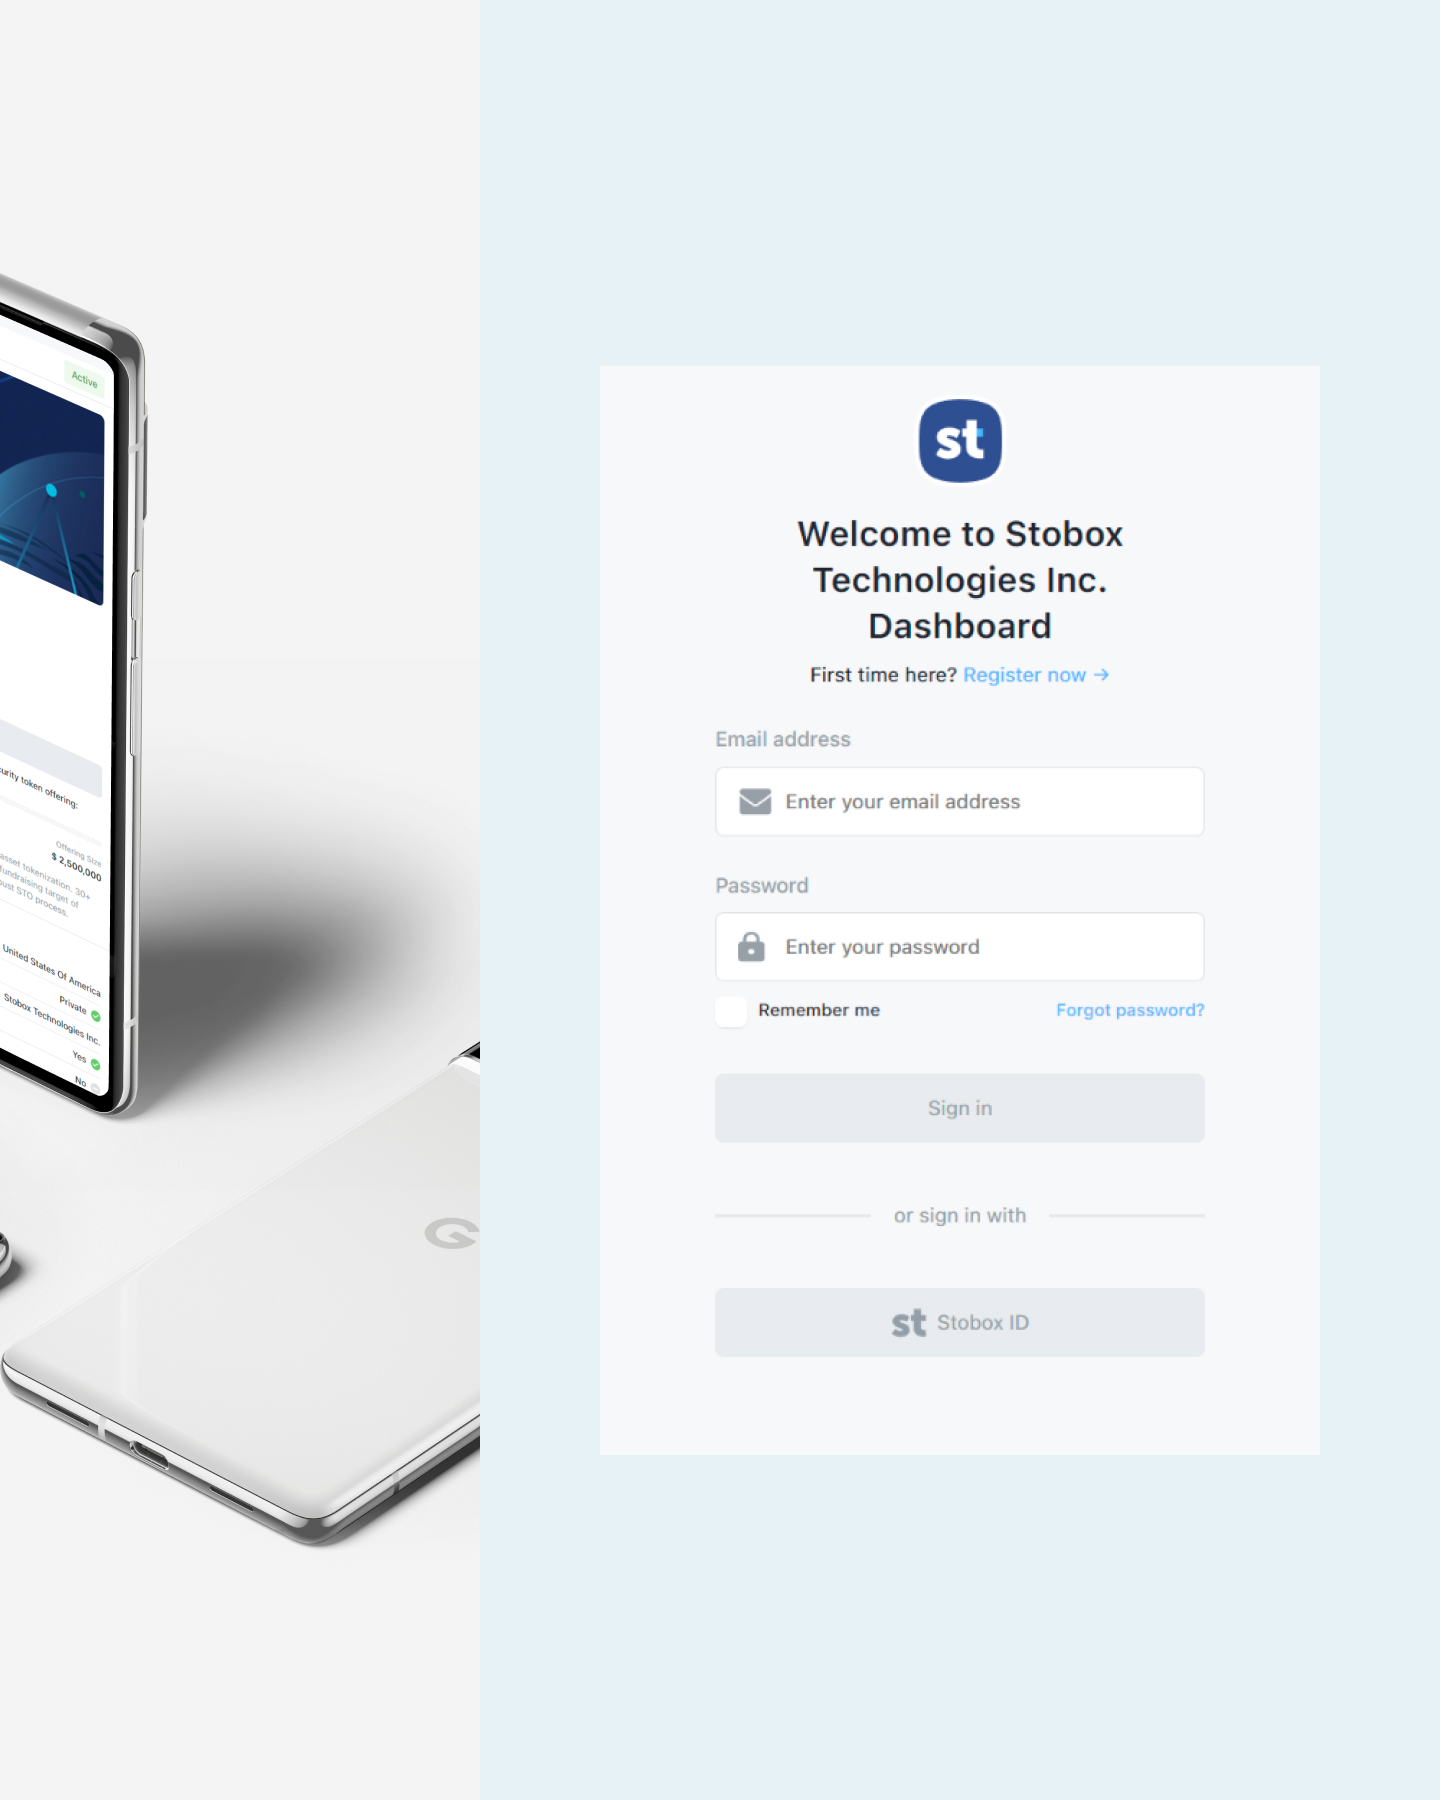 Active
curity token offering:
Offering Size
$ 2,500,000
asset tokenization. 30+
fundraising target of
bust STO process.
United States Of America
Private
Stobox Technologies Inc.
Yes
No
G
st
Welcome to Stobox
Technologies Inc.
Dashboard
First time here? Register now →
Email address
Enter your email address
Password
Enter your password
Remember me
Forgot password?
Sign in
or sign in with
st Stobox ID